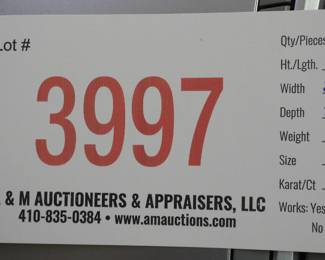 Lot #
3997
& M AUCTIONEERS & APPRAISERS, LLC
410-835-0384 • www.amauctions.com
Qty/Pieces
Ht./Lgth.
Width
Depth
Weight
Size
Karat/Ct
Works: Yes
No